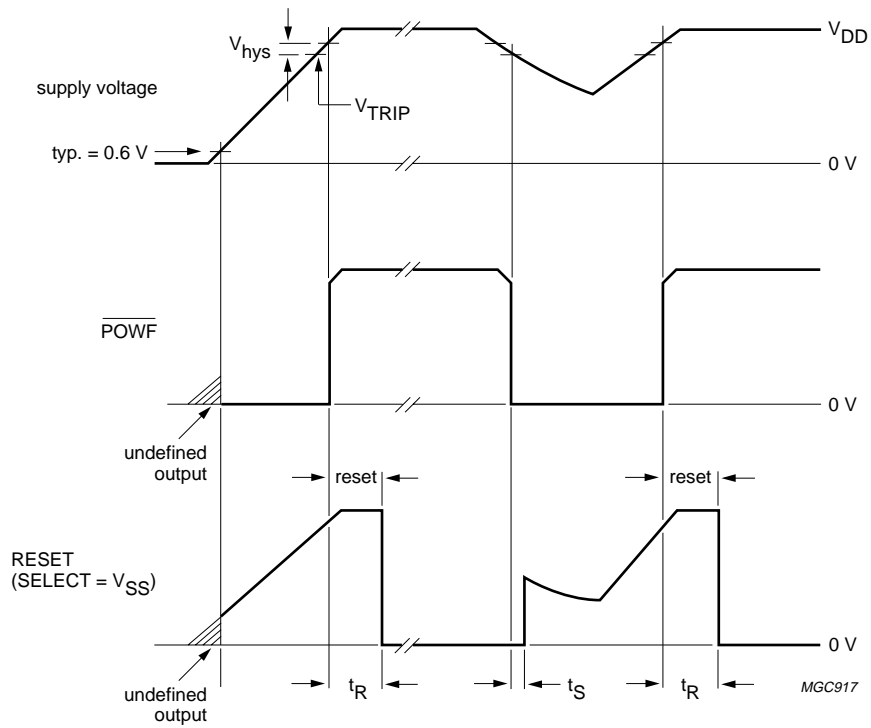 V_DD
V_hys
supply voltage
V_TRIP
typ. = 0.6 V
0 V
POWF
0 V
undefined
output
reset
reset
RESET
(SELECT = V_SS)
0 V
undefined
output
t_R
t_S
t_R
MGC917